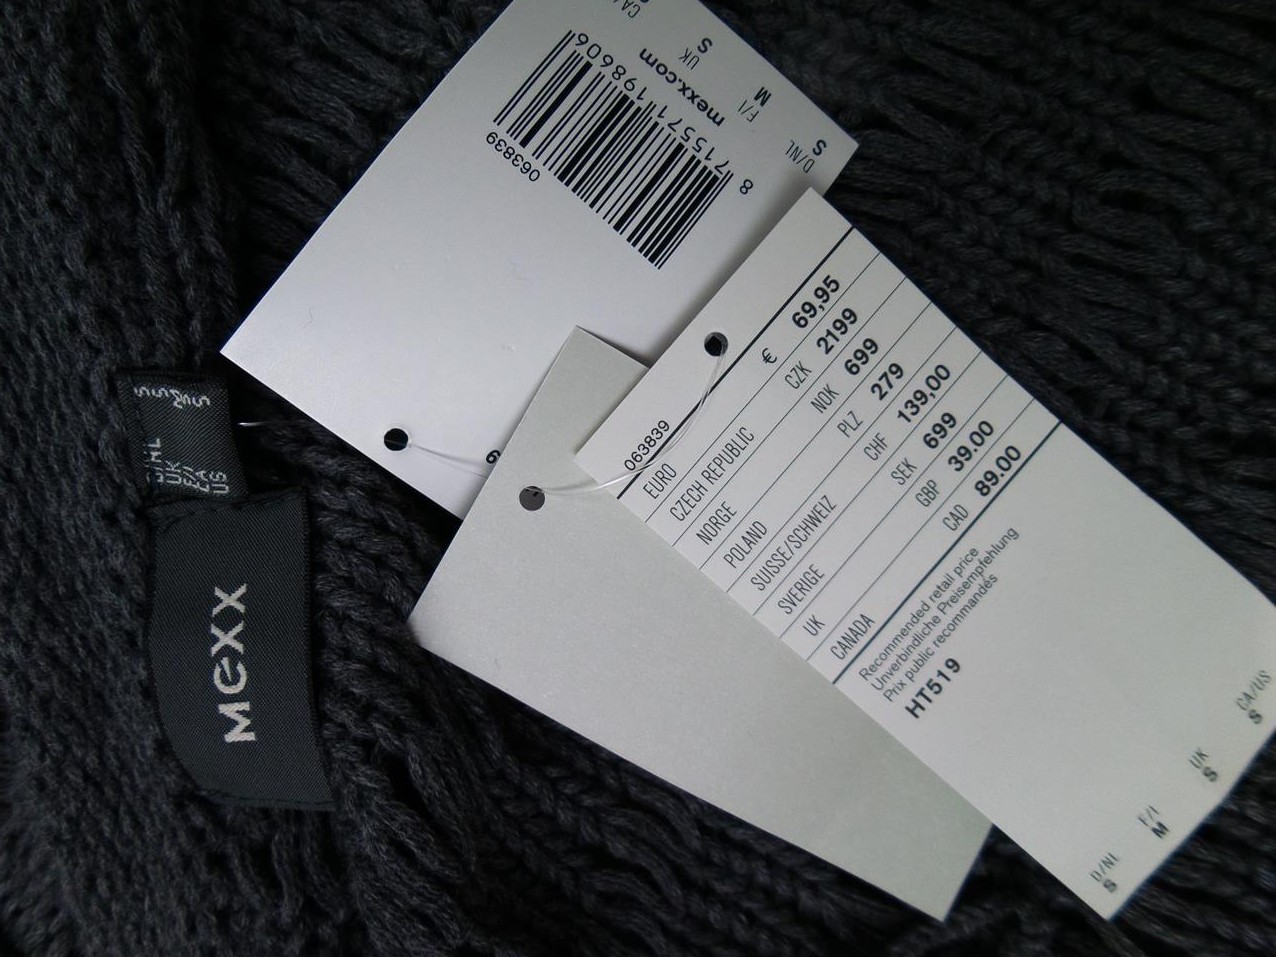 CA/
S
UK
M
F/I
S
D/NL
mexx.com
8 715571 198606
063839
6
063839
EURO € 69,95
CZECH REPUBLIC CZK 2199
NORGE NOK 699
POLAND PLZ 279
SUISSE/SCHWEIZ CHF 139,00
SVERIGE SEK 699
UK GBP 39.00
CANADA CAD 89.00
Recommended retail price
Unverbindliche Preisempfehlung
Prix public recommandés
HT519
D/NL F/I UK CA/US
S M S S
D/NL S
UK S
F/I
US S
mexx